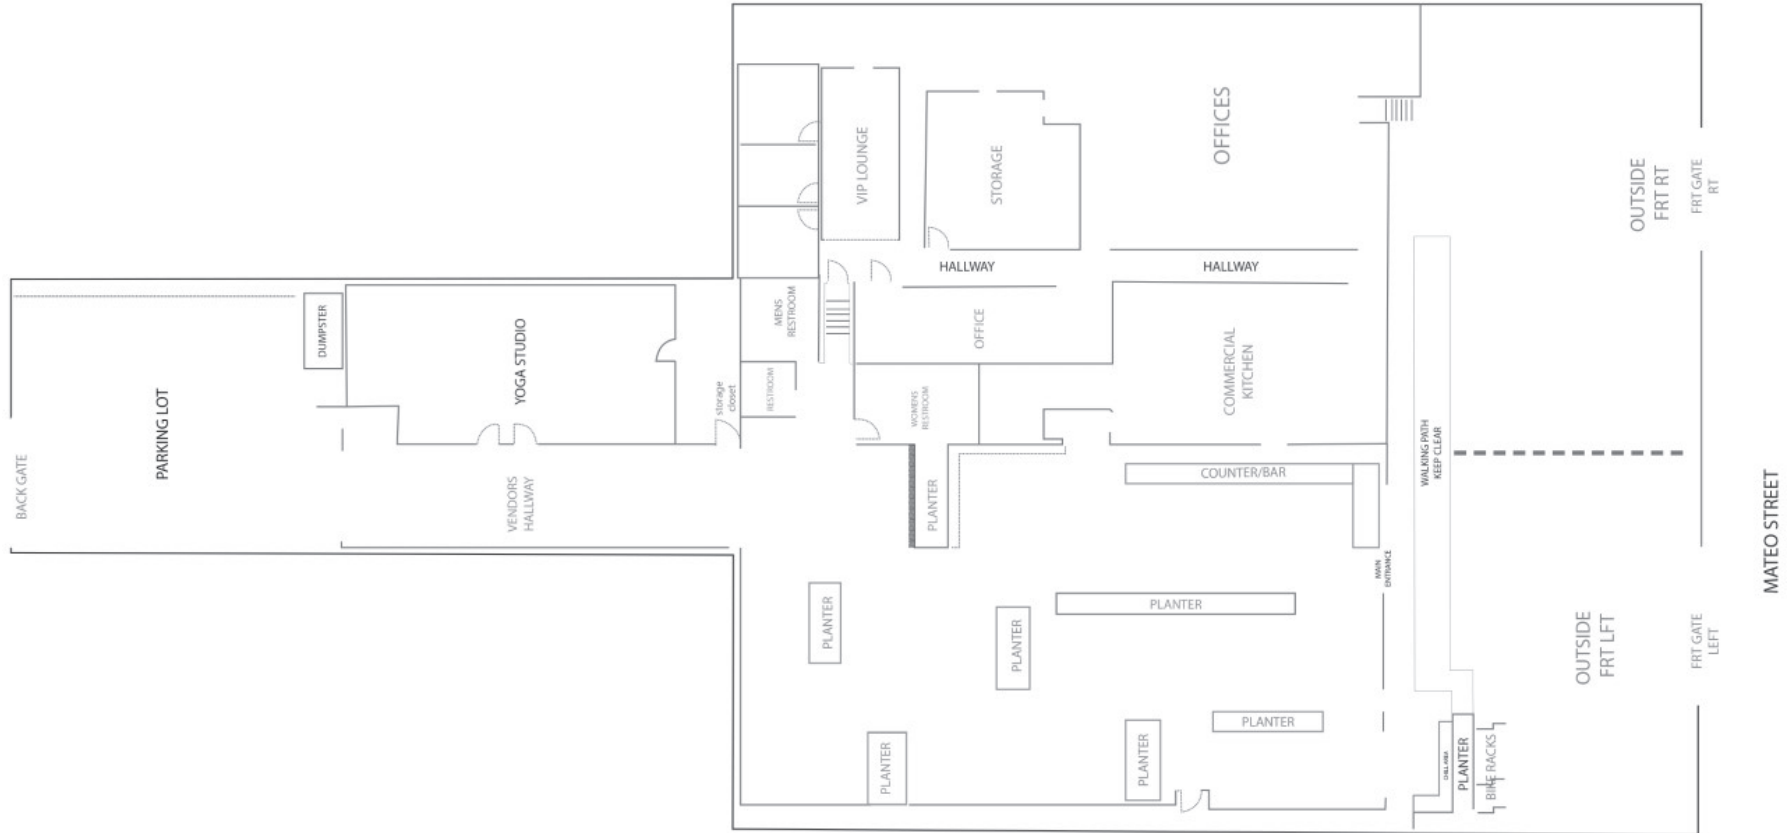 BACK GATE
PARKING LOT
DUMPSTER
YOGA STUDIO
VENDORS
HALLWAY
storage
closet
MENS
RESTROOM
RESTROOM
VIP LOUNGE
STORAGE
OFFICES
HALLWAY
HALLWAY
OFFICE
WOMENS
RESTROOM
COMMERCIAL
KITCHEN
PLANTER
COUNTER/BAR
MAIN
ENTRANCE
PLANTER
PLANTER
PLANTER
PLANTER
PLANTER
PLANTER
WALKING PATH
KEEP CLEAR
OUTSIDE
FRT RT
FRT GATE
RT
OUTSIDE
FRT LFT
FRT GATE
LEFT
CHILL AREA
PLANTER
BIKE RACKS
MATEO STREET